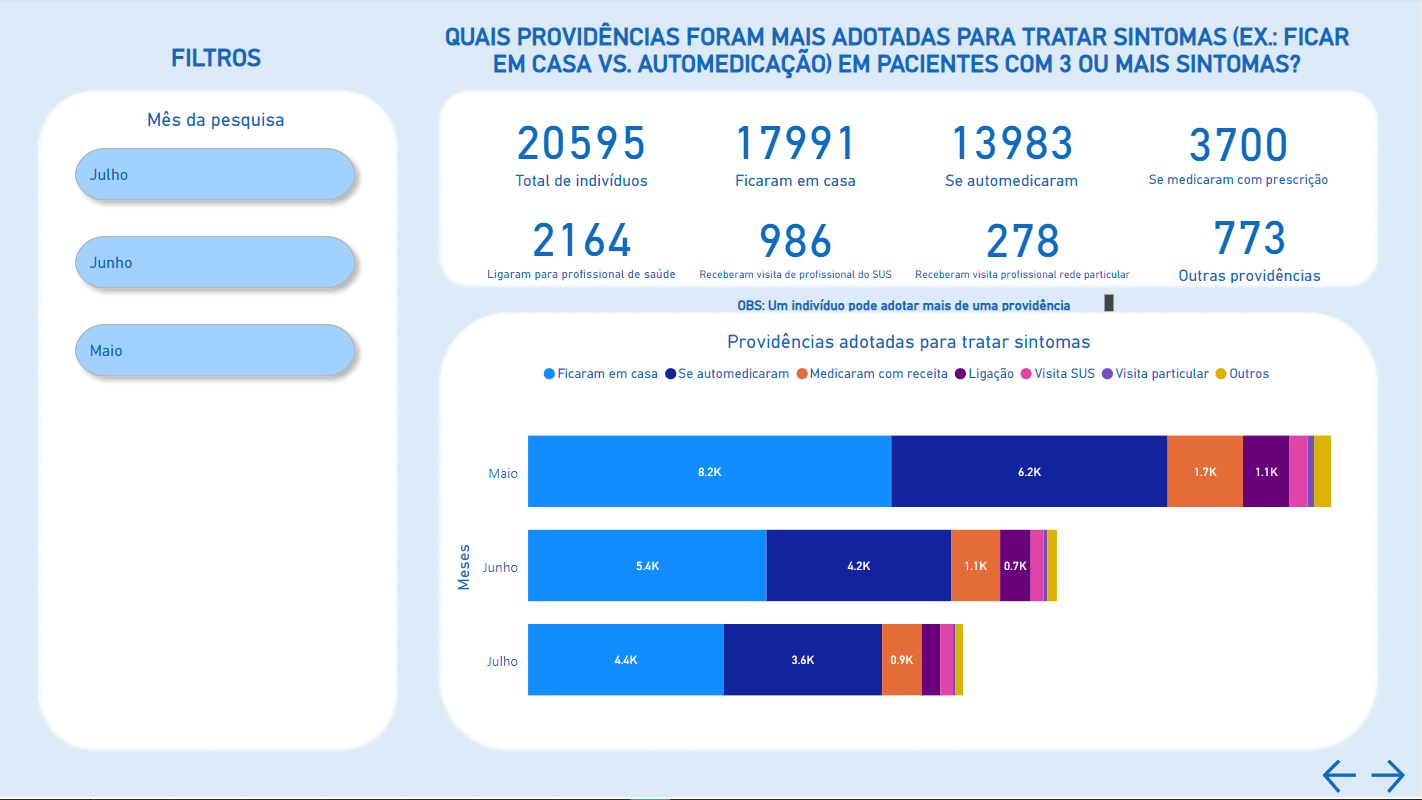 FILTROS
QUAIS PROVIDÊNCIAS FORAM MAIS ADOTADAS PARA TRATAR SINTOMAS (EX.: FICAR
EM CASA VS. AUTOMEDICAÇÃO) EM PACIENTES COM 3 OU MAIS SINTOMAS?
Mês da pesquisa
Julho
Junho
Maio
20595 17991 13983 3700
Total de indivíduos Ficaram em casa Se automedicaram Se medicaram com prescrição
2164 986 278 773
Ligaram para profissional de saúde Receberam visita de profissional do SUS Receberam visita profissional rede particular Outras providências
OBS: Um indivíduo pode adotar mais de uma providência
Providências adotadas para tratar sintomas
Ficaram em casa Se automedicaram Medicaram com receita Ligação Visita SUS Visita particular Outros
Meses
Maio 8.2K 6.2K 1.7K 1.1K
Junho 5.4K 4.2K 1.1K 0.7K
Julho 4.4K 3.6K 0.9K